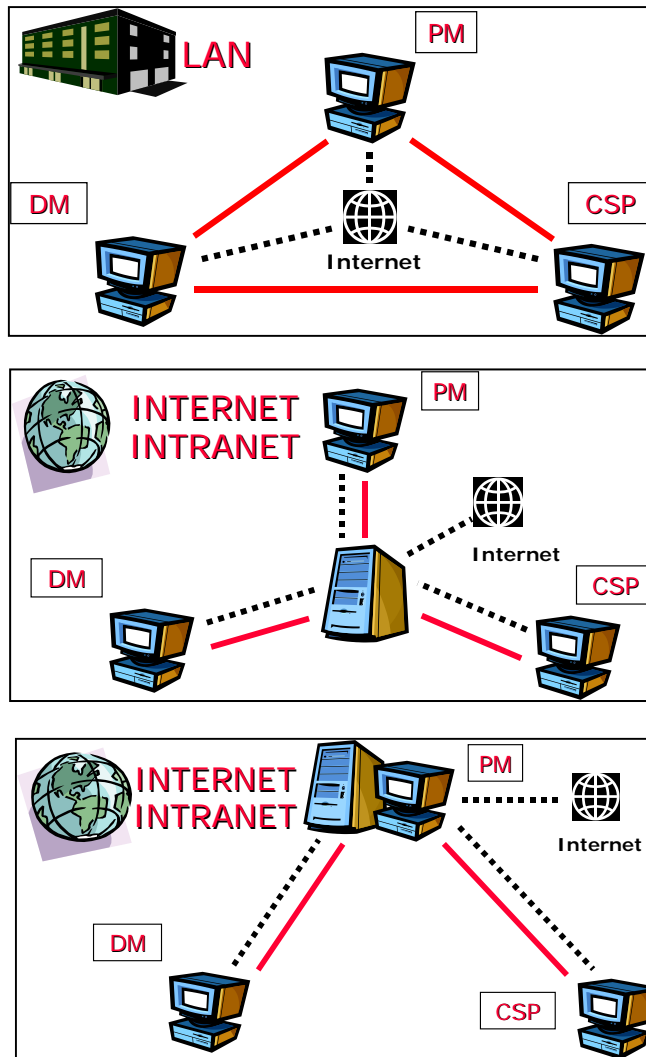 LAN
PM
DM
CSP
Internet
INTERNET
INTRANET
PM
Internet
DM
CSP
INTERNET
INTRANET
PM
Internet
DM
CSP